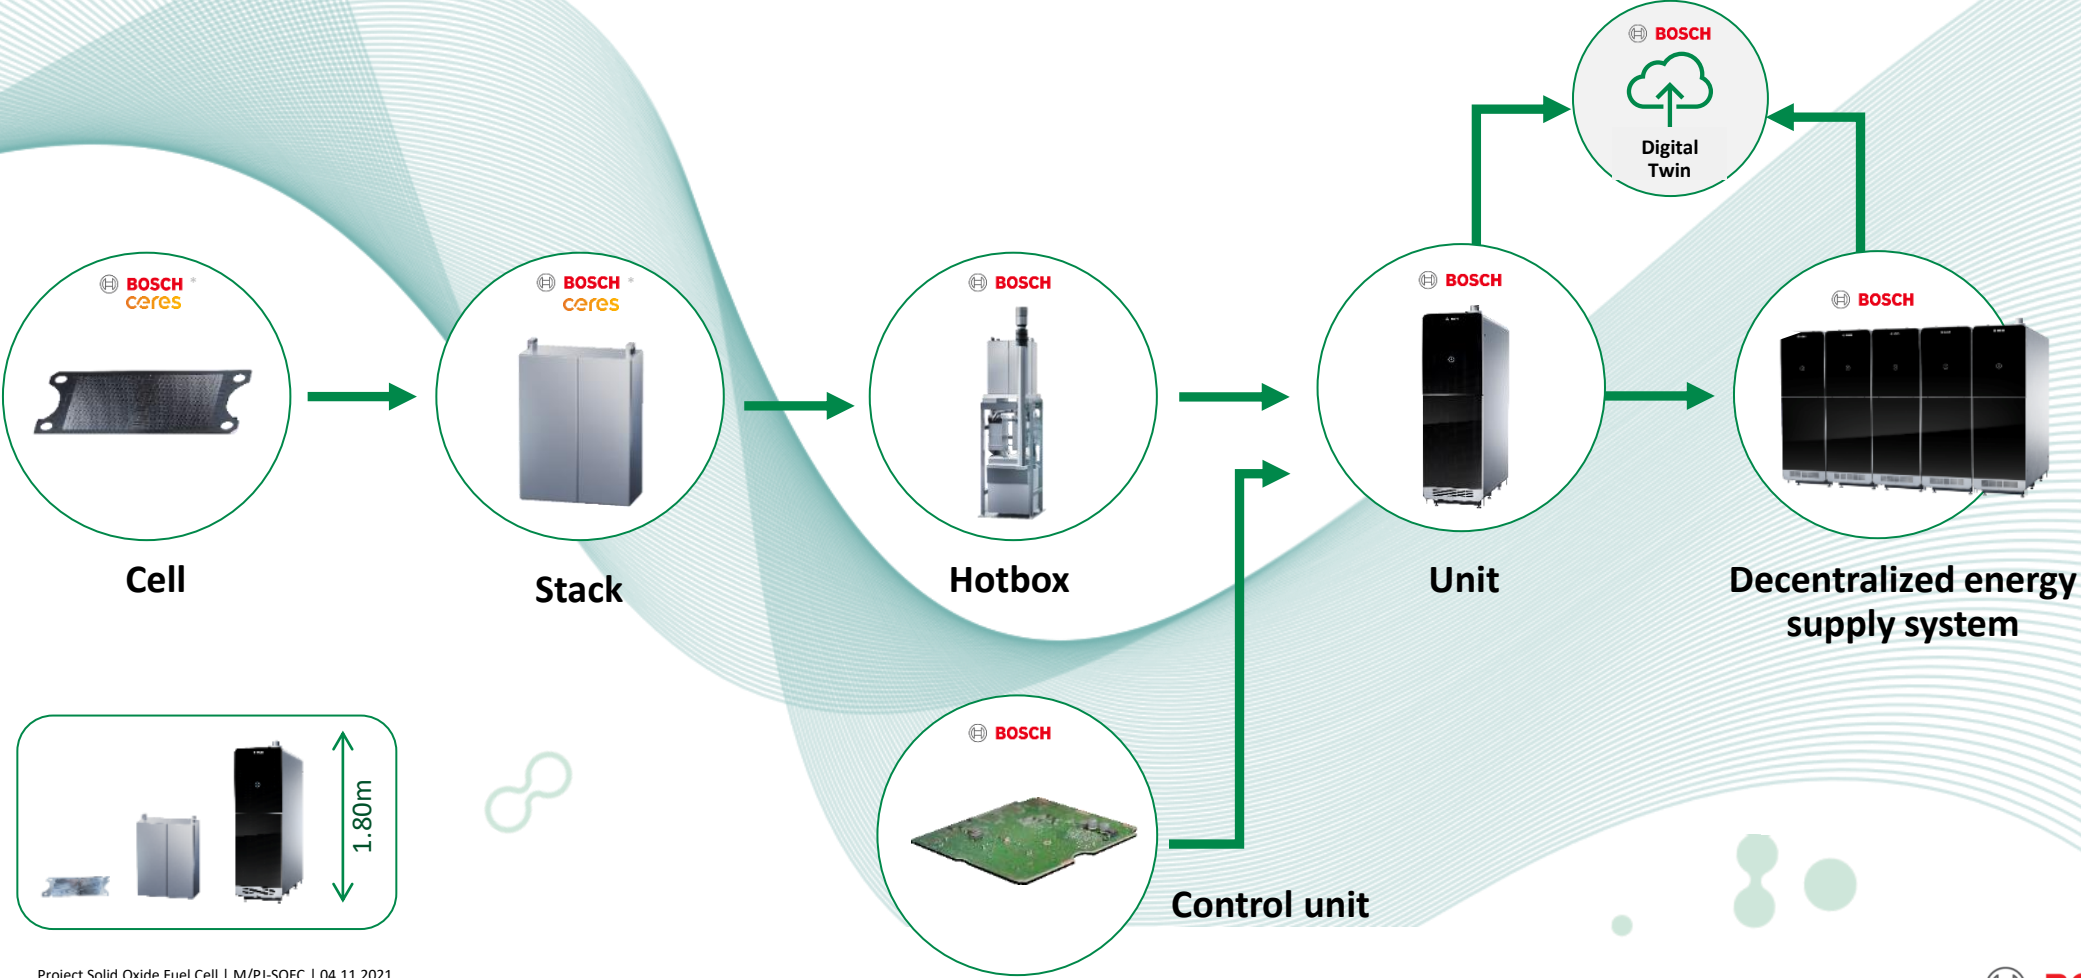 BOSCH
Digital
Twin
BOSCH
ceres
BOSCH
ceres
BOSCH
BOSCH
BOSCH
Cell
Stack
Hotbox
Unit
Decentralized energy
supply system
1.80m
BOSCH
Control unit
Project Solid Oxide Fuel Cell | M/PJ-SOFC | 04.11.2021